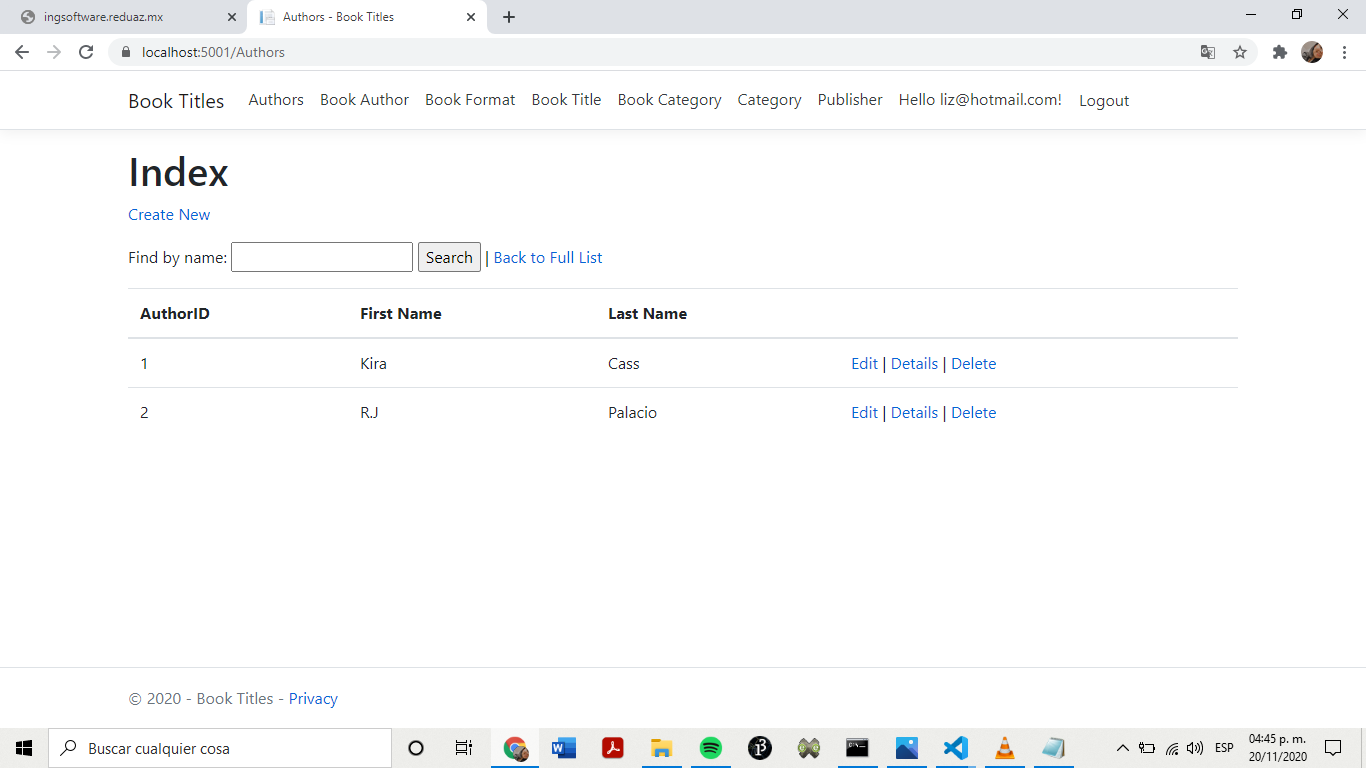 ingsoftware.reduaz.mx
Authors - Book Titles
localhost:5001/Authors
Book Titles Authors Book Author Book Format Book Title Book Category Category Publisher Hello liz@hotmail.com! Logout
Index
Create New
Find by name: Search | Back to Full List
AuthorID First Name Last Name
1 Kira Cass Edit | Details | Delete
2 R.J Palacio Edit | Details | Delete
© 2020 - Book Titles - Privacy
Buscar cualquier cosa
ESP
04:45 p. m.
20/11/2020